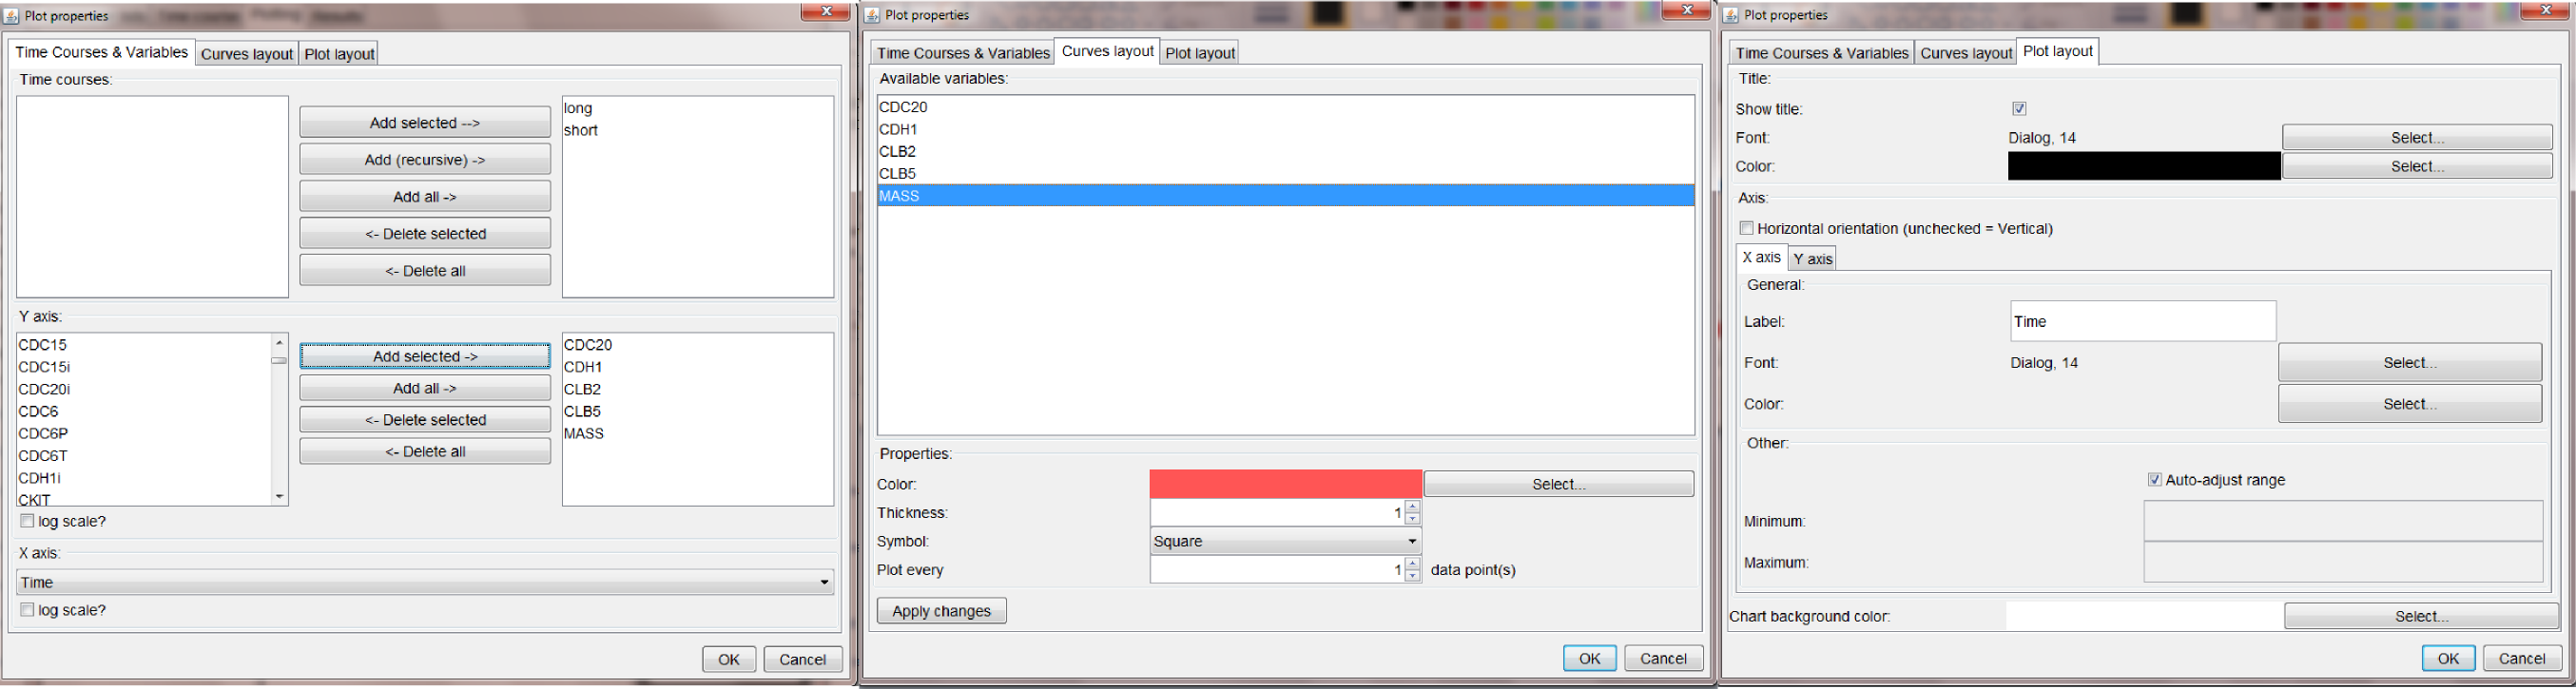 Plot properties
Time Courses & Variables Curves layout Plot layout
Time courses:
Add selected --> long
short
Add (recursive) ->
Add all ->
<- Delete selected
<- Delete all
Y axis:
CDC15 CDC20
CDC15i Add selected -> CDH1
CDC20i Add all -> CLB2
CDC6 <- Delete selected CLB5
CDC6P MASS
CDC6T <- Delete all
CDH1i
CKIT
log scale?
X axis:
Time
log scale?
OK Cancel
Plot properties
Time Courses & Variables Curves layout Plot layout
Available variables:
CDC20
CDH1
CLB2
CLB5
MASS
Properties:
Color: Select...
Thickness: 1
Symbol: Square
Plot every 1 data point(s)
Apply changes
OK Cancel
Plot properties
Time Courses & Variables Curves layout Plot layout
Title:
Show title:
Font: Dialog, 14 Select...
Color: Select...
Axis:
Horizontal orientation (unchecked = Vertical)
X axis Y axis
General:
Label: Time
Font: Dialog, 14 Select...
Color: Select...
Other:
Auto-adjust range
Minimum:
Maximum:
Chart background color: Select...
OK Cancel